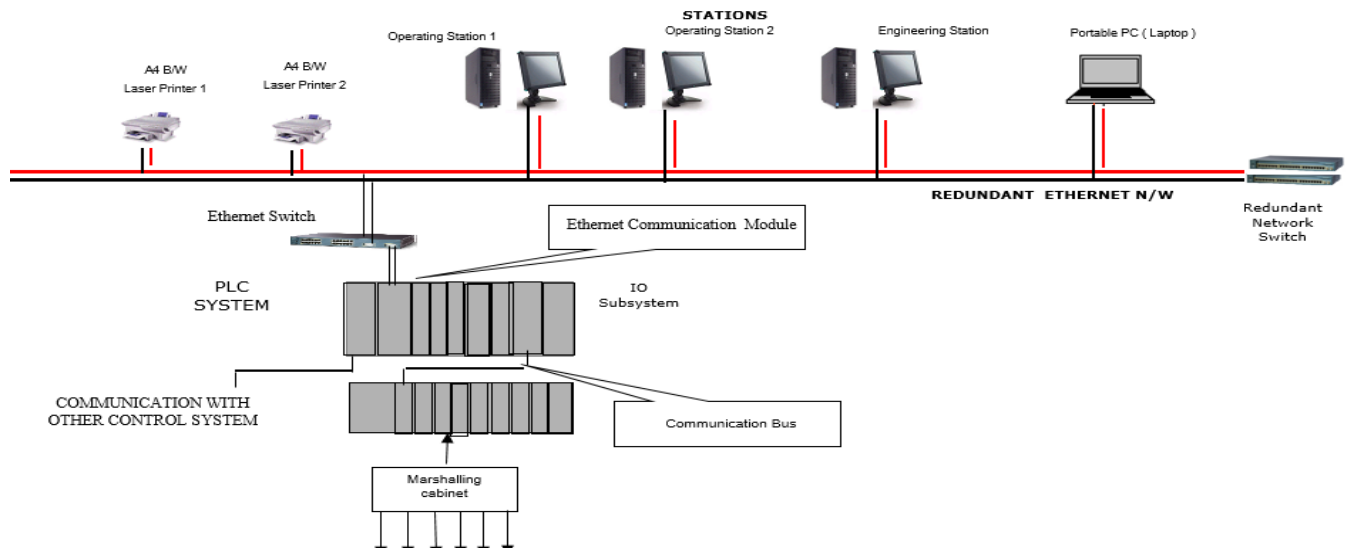 STATIONS
Operating Station 1
Operating Station 2
Engineering Station
Portable PC ( Laptop )
A4 B/W
Laser Printer 1
A4 B/W
Laser Printer 2
REDUNDANT ETHERNET N/W
Redundant
Network
Switch
Ethernet Switch
Ethernet Communication Module
PLC
SYSTEM
IO
Subsystem
COMMUNICATION WITH
OTHER CONTROL SYSTEM
Communication Bus
Marshalling
cabinet